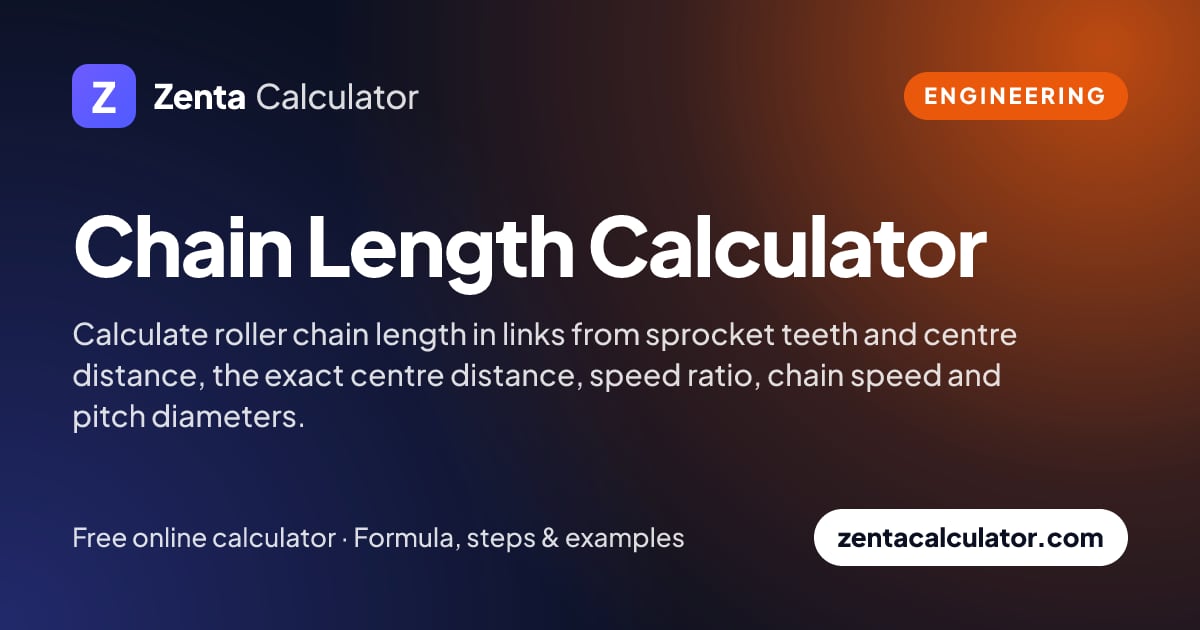 Z
Zenta Calculator
ENGINEERING
Chain Length Calculator
Calculate roller chain length in links from sprocket teeth and centre
distance, the exact centre distance, speed ratio, chain speed and
pitch diameters.
Free online calculator · Formula, steps & examples
zentacalculator.com